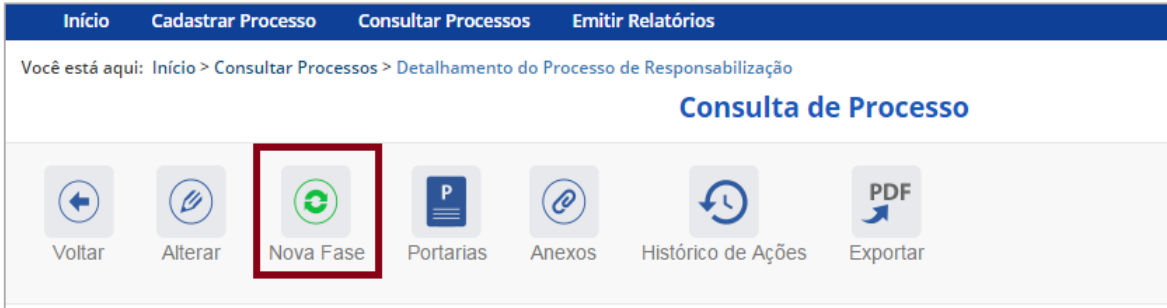 Início Cadastrar Processo Consultar Processos Emitir Relatórios
Você está aqui: Início > Consultar Processos > Detalhamento do Processo de Responsabilização
Consulta de Processo
P
PDF
Voltar Alterar Nova Fase Portarias Anexos Histórico de Ações Exportar